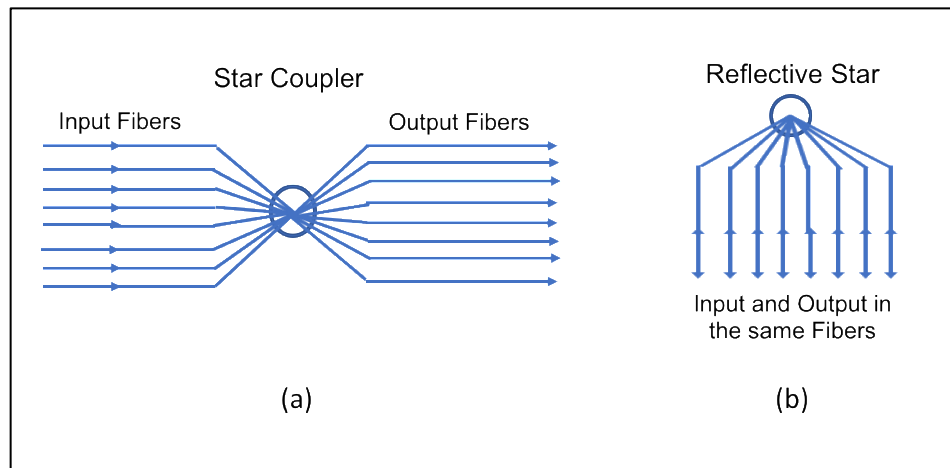 Star Coupler
Input Fibers
Output Fibers
(a)
Reflective Star
Input and Output in
the same Fibers
(b)